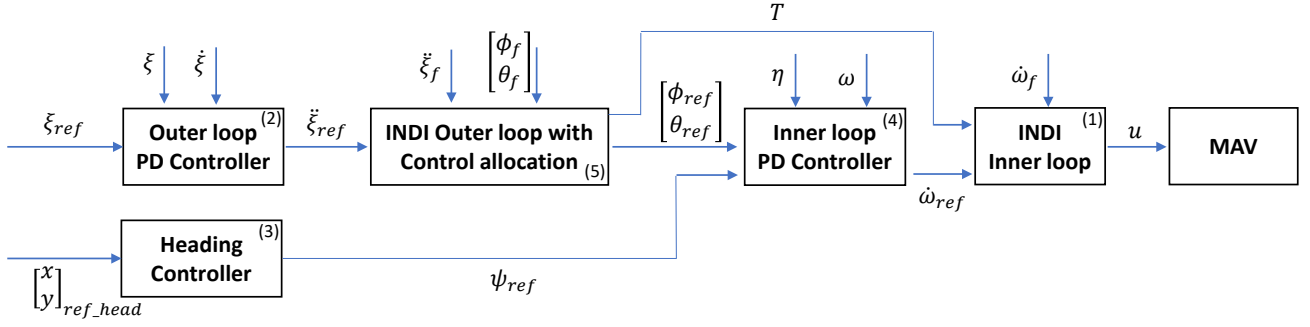 T
ξ
ξ̇
ξ̈_f
[ϕ_f
θ_f]
η
ω
ω̇_f
ξ_ref
Outer loop (2)
PD Controller
ξ̈_ref
INDI Outer loop with
Control allocation
(5)
[ϕ_ref
θ_ref]
Inner loop (4)
PD Controller
ω̇_ref
INDI (1)
Inner loop
u
MAV
[x
y]_ref_head
Heading (3)
Controller
ψ_ref